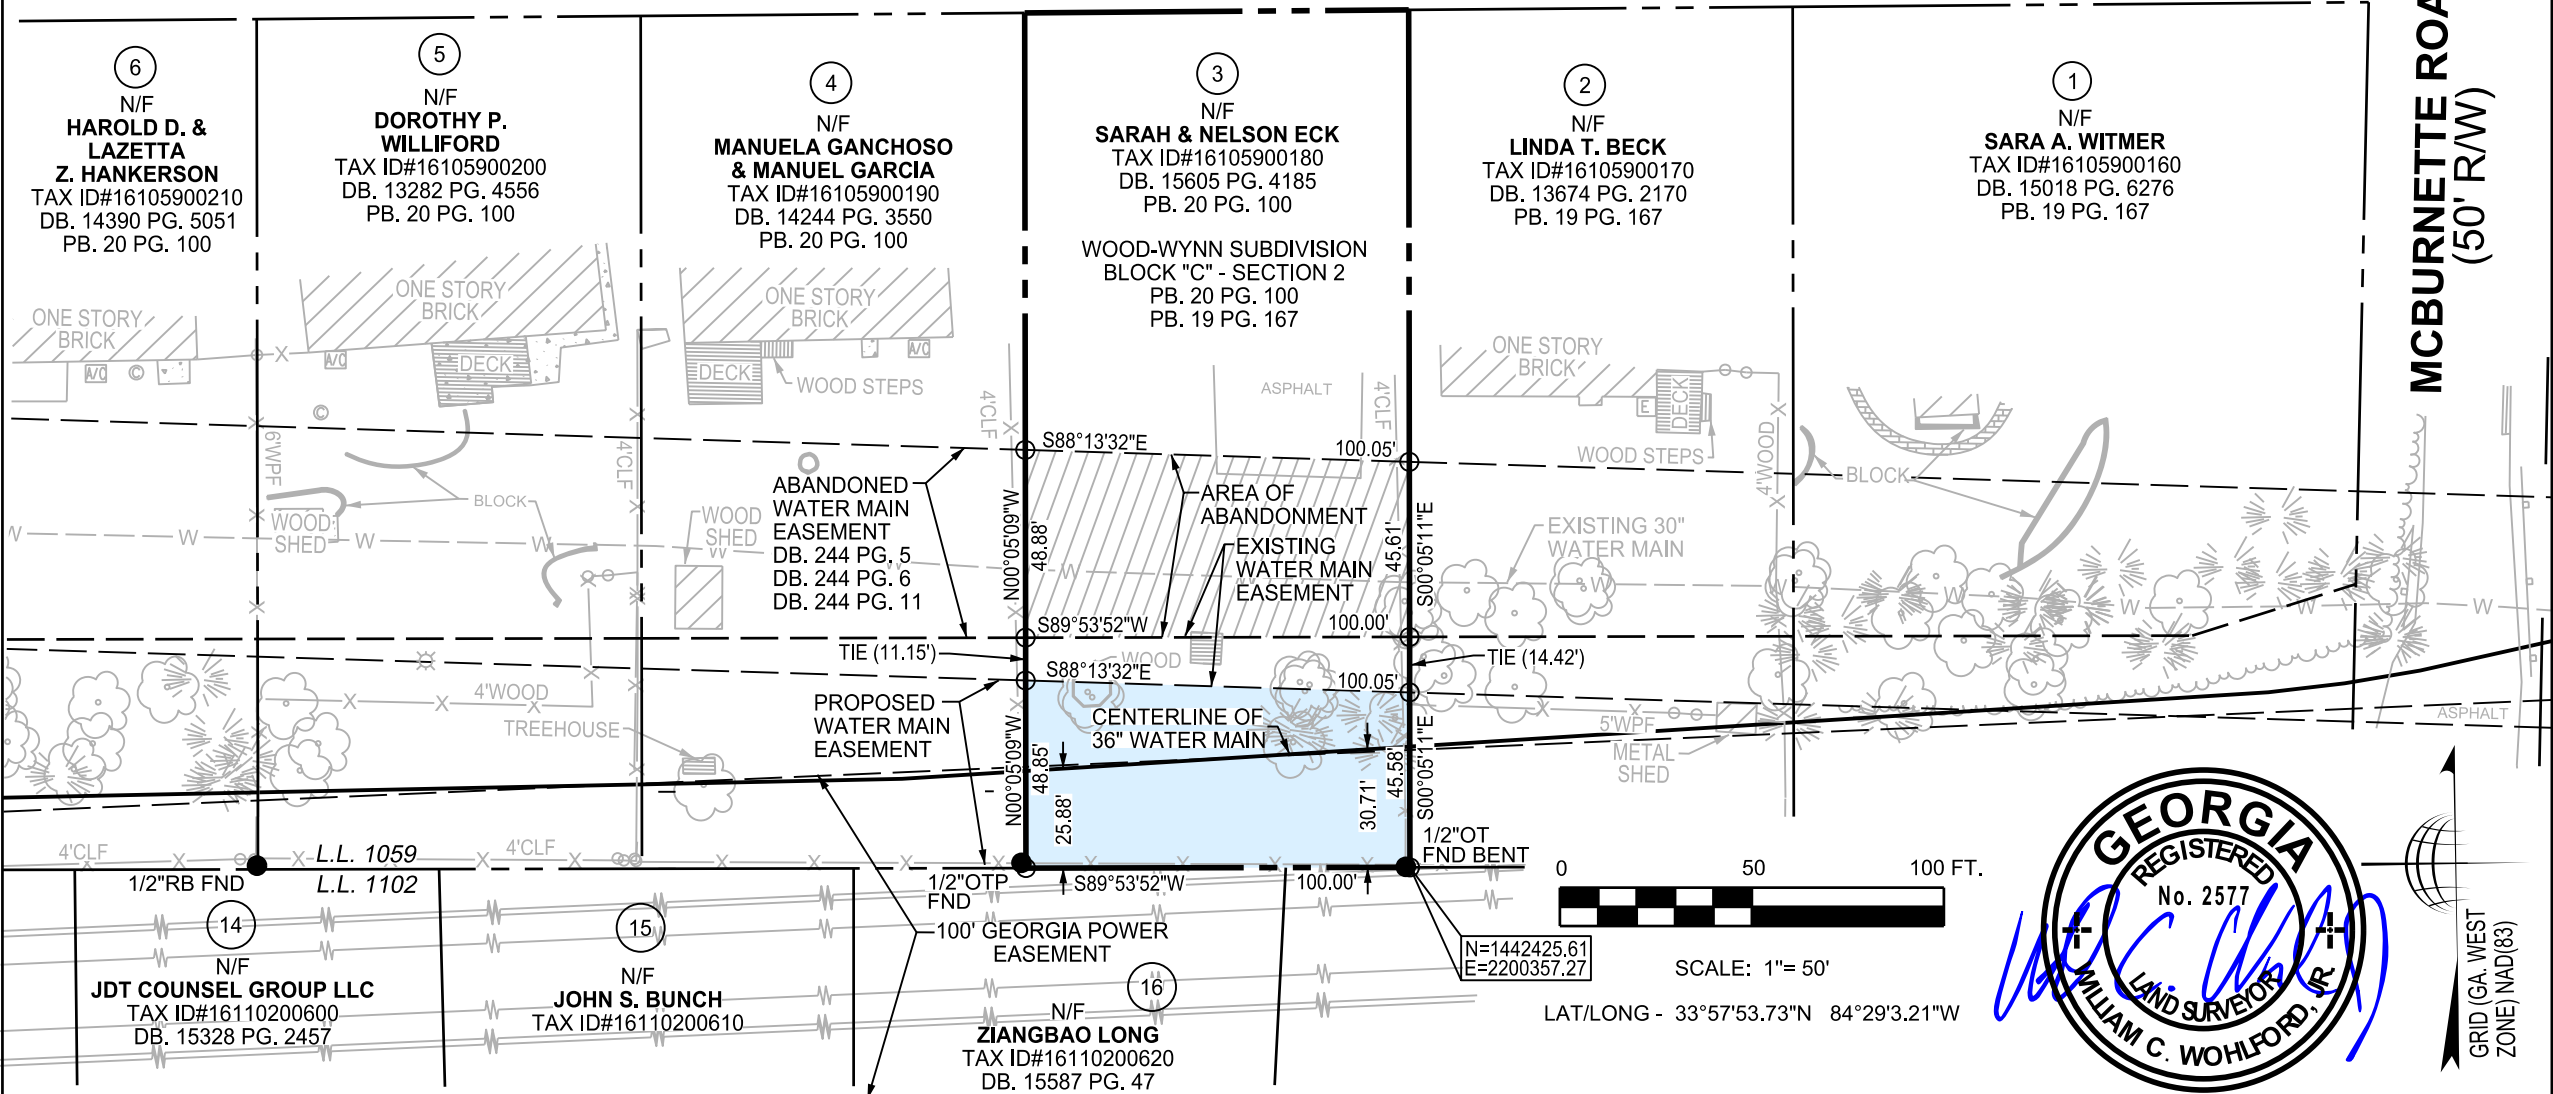 6
N/F
HAROLD D. &
LAZETTA
Z. HANKERSON
TAX ID#16105900210
DB. 14390 PG. 5051
PB. 20 PG. 100
5
N/F
DOROTHY P.
WILLIFORD
TAX ID#16105900200
DB. 13282 PG. 4556
PB. 20 PG. 100
4
N/F
MANUELA GANCHOSO
& MANUEL GARCIA
TAX ID#16105900190
DB. 14244 PG. 3550
PB. 20 PG. 100
3
N/F
SARAH & NELSON ECK
TAX ID#16105900180
DB. 15605 PG. 4185
PB. 20 PG. 100
WOOD-WYNN SUBDIVISION
BLOCK "C" - SECTION 2
PB. 20 PG. 100
PB. 19 PG. 167
2
N/F
LINDA T. BECK
TAX ID#16105900170
DB. 13674 PG. 2170
PB. 19 PG. 167
1
N/F
SARA A. WITMER
TAX ID#16105900160
DB. 15018 PG. 6276
PB. 19 PG. 167
(50' R/W)
ONE STORY
BRICK
A/C
C
ONE STORY
BRICK
A/C
DECK
C
ONE STORY
BRICK
A/C
DECK
WOOD STEPS
4'CLF
ASPHALT
4'CLF
ONE STORY
BRICK
E
DECK
WOOD STEPS
4'WOOD
BLOCK
6'WPF
4'CLF
BLOCK
WOOD
SHED
WOOD
SHED
ABANDONED
WATER MAIN
EASEMENT
DB. 244 PG. 5
DB. 244 PG. 6
DB. 244 PG. 11
S88°13'32"E
100.05'
AREA OF
ABANDONMENT
EXISTING
WATER MAIN
EASEMENT
N00°05'09"W
48.88'
45.61'
S00°05'11"E
EXISTING 30"
WATER MAIN
W W W W W W W W W W W W
S89°53'52"W
100.00'
TIE (11.15')
WOOD
TIE (14.42')
S88°13'32"E
100.05'
4'WOOD
TREEHOUSE
PROPOSED
WATER MAIN
EASEMENT
CENTERLINE OF
36" WATER MAIN
N00°05'09"W
48.85'
25.88'
30.71'
45.58'
S00°05'11"E
5'WPF
METAL
SHED
ASPHALT
4'CLF
L.L. 1059
4'CLF
1/2"RB FND
L.L. 1102
1/2"OTP
FND
S89°53'52"W
100.00'
1/2"OT
FND BENT
14
N/F
JDT COUNSEL GROUP LLC
TAX ID#16110200600
DB. 15328 PG. 2457
15
N/F
JOHN S. BUNCH
TAX ID#16110200610
100' GEORGIA POWER
EASEMENT
16
N/F
ZIANGBAO LONG
TAX ID#16110200620
DB. 15587 PG. 47
N=1442425.61
E=2200357.27
0 50 100 FT.
SCALE: 1"= 50'
LAT/LONG - 33°57'53.73"N 84°29'3.21"W
GEORGIA
REGISTERED
No. 2577
LAND SURVEYOR
WILLIAM C. WOHLFORD, JR.
GRID (GA. WEST
ZONE) NAD(83)